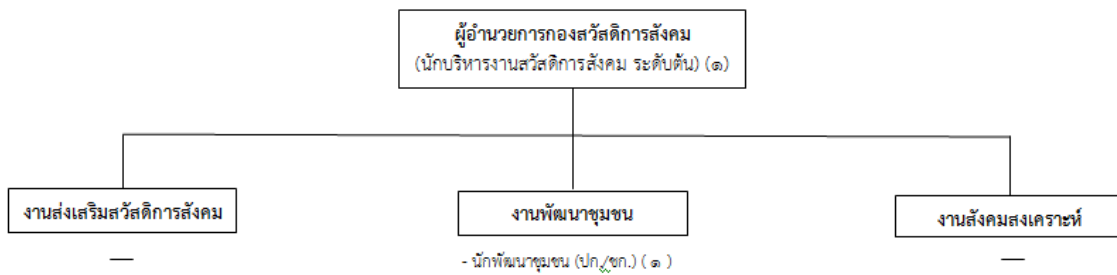 ผู้อำนวยการกองสวัสดิการสังคม
(นักบริหารงานสวัสดิการสังคม ระดับต้น) (๑)
งานส่งเสริมสวัสดิการสังคม
งานพัฒนาชุมชน
งานสังคมสงเคราะห์
—
- นักพัฒนาชุมชน (ปก./ชก.) ( ๑ )
—